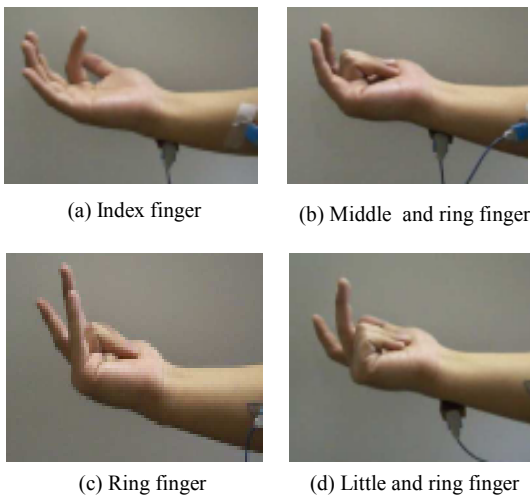 (a) Index finger
(b) Middle and ring finger
(c) Ring finger
(d) Little and ring finger